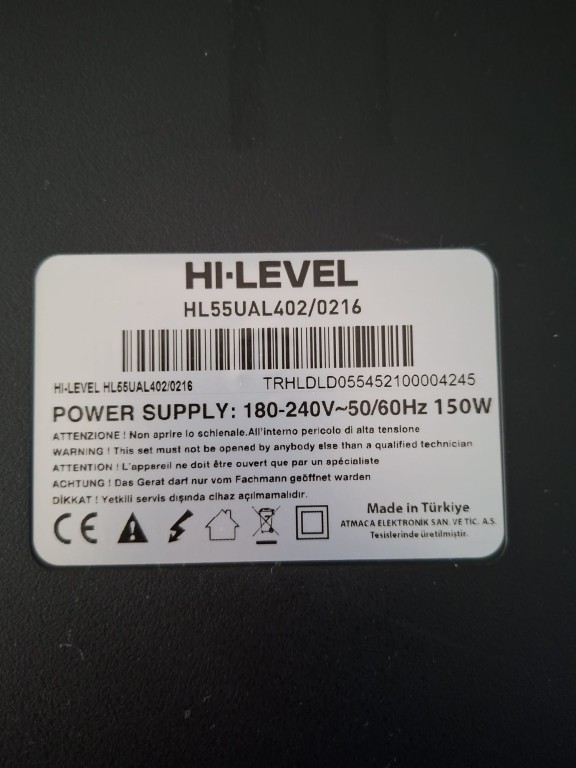 HI-LEVEL
HL55UAL402/0216
HI-LEVEL HL55UAL402/0216 TRHLDLD055452100004245
POWER SUPPLY: 180-240V~50/60Hz 150W
ATTENZIONE ! Non aprire lo schienale.All'interno pericolo di alta tensione
WARNING ! This set must not be opened by anybody else than a qualified technician
ATTENTION ! L'appareil ne doit être ouvert que par un spécialiste
ACHTUNG ! Das Gerat darf nur vom Fachmann geöffnet warden
DİKKAT ! Yetkili servis dışında cihaz açılmamalıdır.
CE
Made in Türkiye
ATMACA ELEKTRONİK SAN. VE TİC. A.Ş.
Tesislerinde üretilmiştir.